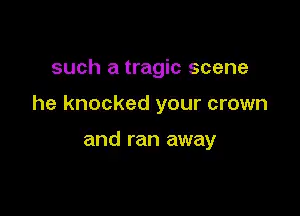 such a tragic scene
he knocked your crown
and ran away